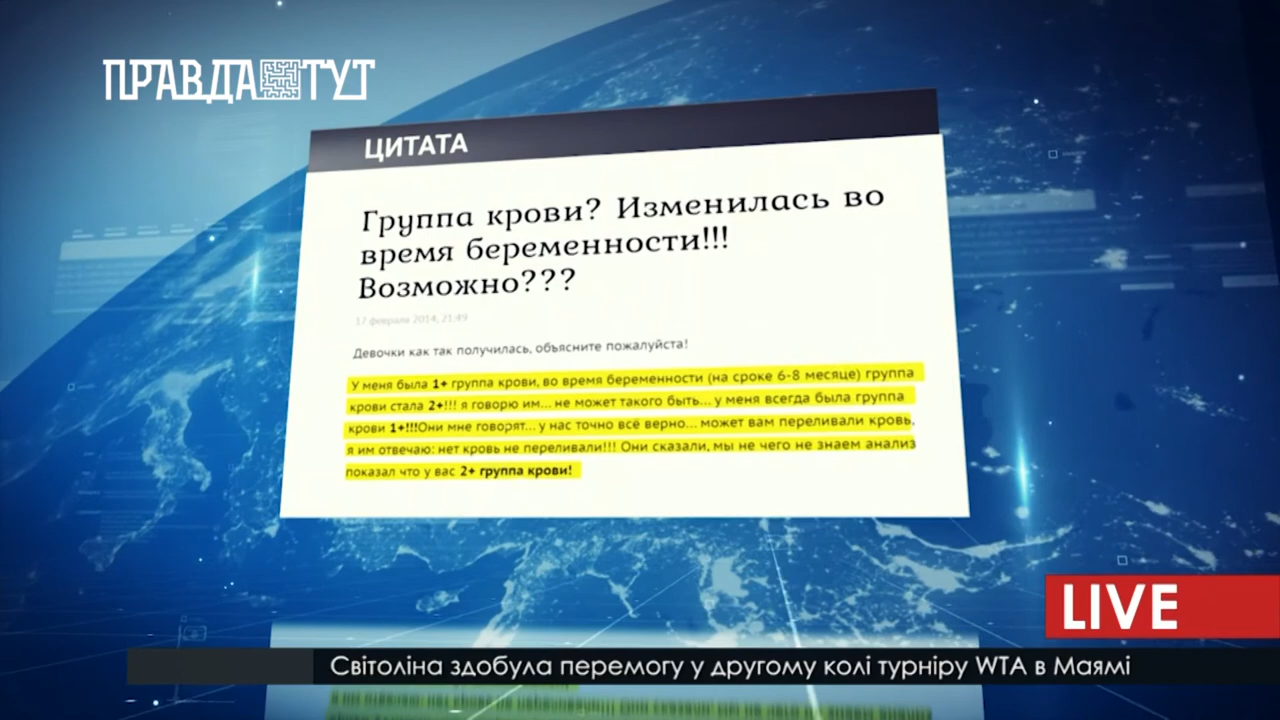 ПРАВДА ТУТ
ЦИТАТА
Группа крови? Изменилась во
время беременности!!!
Возможно???
17 февраля 2014, 21:49
Девочки как так получилась, объясните пожалуйста!
У меня была 1+ группа крови, во время беременности (на сроке 6-8 месяце) группа
крови стала 2+!!! я говорю им... не может такого быть... у меня всегда была группа
крови 1+!!!Они мне говорят... у нас точно всё верно... может вам переливали кровь,
я им отвечаю: нет кровь не переливали!!! Они сказали, мы не чего не знаем анализ
показал что у вас 2+ группа крови!
LIVE
Світоліна здобула перемогу у другому колі турніру WTA в Маямі